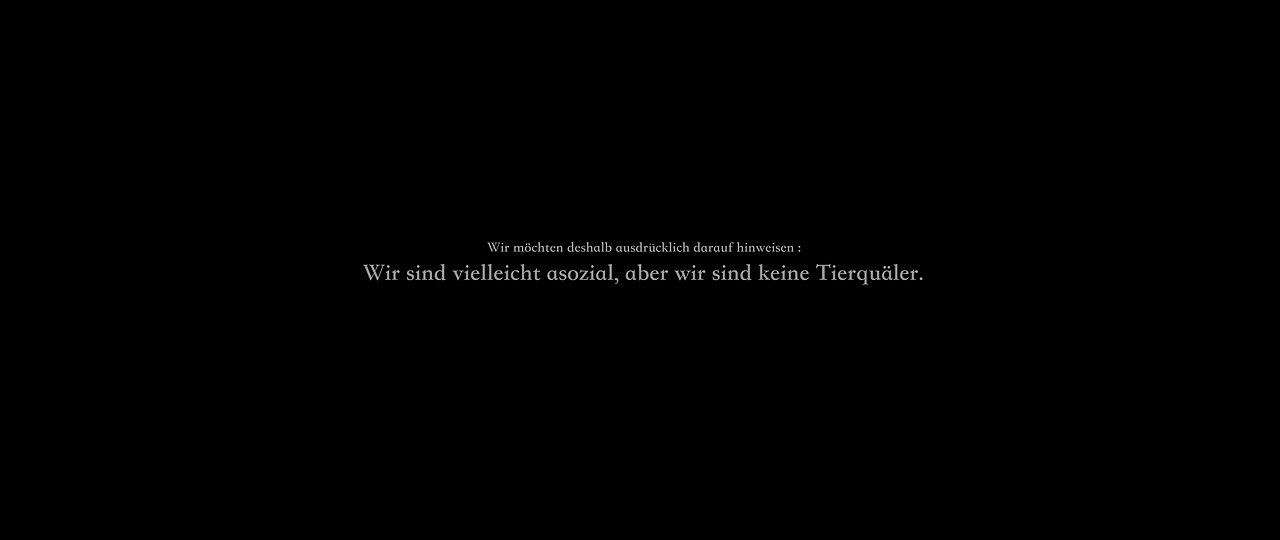 Wir möchten deshalb ausdrücklich darauf hinweisen :
Wir sind vielleicht asozial, aber wir sind keine Tierquäler.